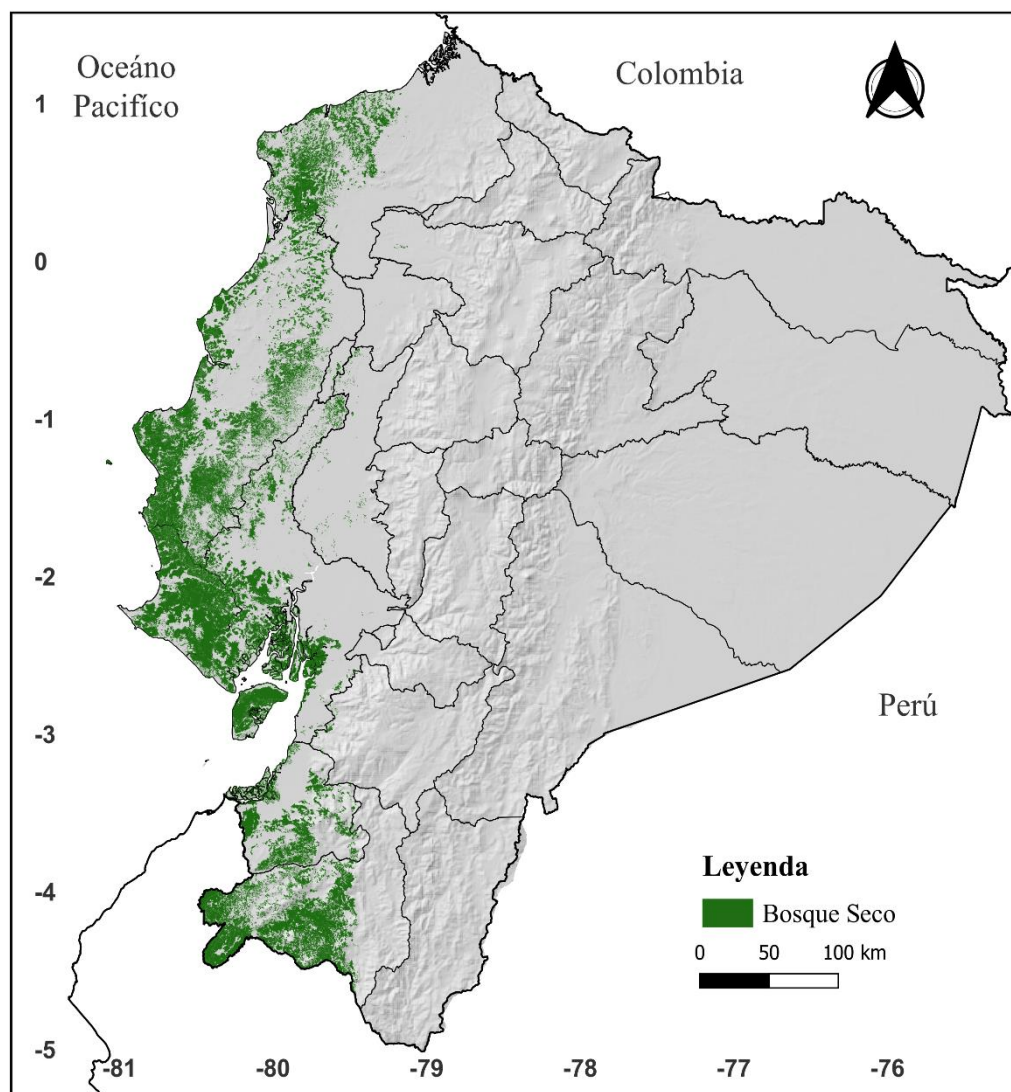 Oceáno
Pacifíco
Colombia
1
0
-1
-2
-3
Perú
-4
Leyenda
Bosque Seco
0 50 100 km
-5
-81 -80 -79 -78 -77 -76